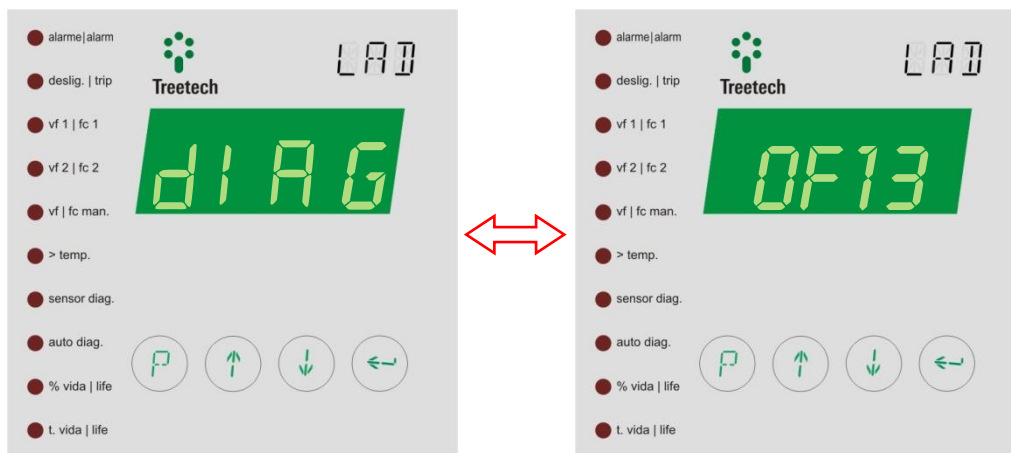 alarme|alarm
LAD
deslig. | trip
Treetech
vf 1 | fc 1
vf 2 | fc 2
dIAG
vf | fc man.
> temp.
sensor diag.
auto diag.
P
% vida | life
t. vida | life
alarme|alarm
LAD
deslig. | trip
Treetech
vf 1 | fc 1
vf 2 | fc 2
0F13
vf | fc man.
> temp.
sensor diag.
auto diag.
P
% vida | life
t. vida | life